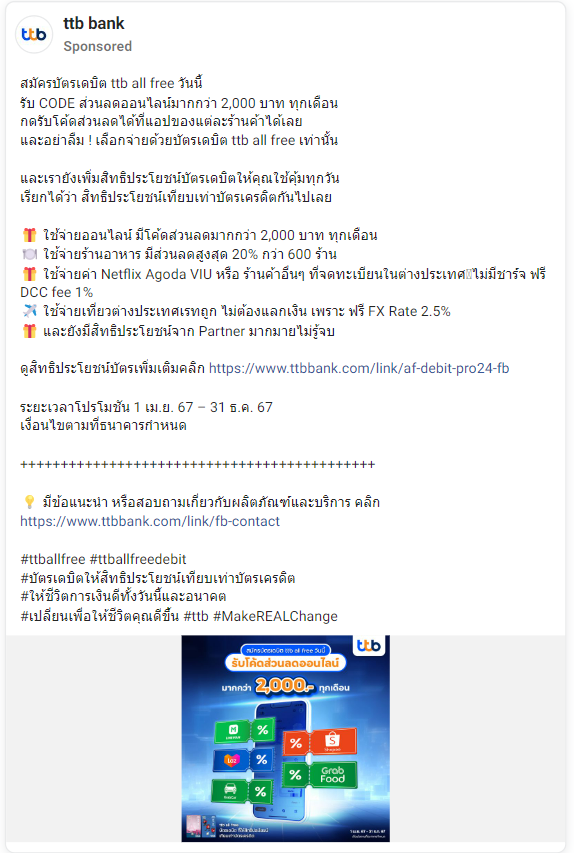 ttb
ttb bank
Sponsored
สมัครบัตรเดบิต ttb all free วันนี้
รับ CODE ส่วนลดออนไลน์มากกว่า 2,000 บาท ทุกเดือน
กดรับโค้ดส่วนลดได้ที่แอปของแต่ละร้านค้าได้เลย
และอย่าลืม ! เลือกจ่ายด้วยบัตรเดบิต ttb all free เท่านั้น
และเรายังเพิ่มสิทธิประโยชน์บัตรเดบิตให้คุณใช้คุ้มทุกวัน
เรียกได้ว่า สิทธิประโยชน์เทียบเท่าบัตรเครดิตกันไปเลย
🎁 ใช้จ่ายออนไลน์ มีโค้ดส่วนลดมากกว่า 2,000 บาท ทุกเดือน
🍽️ ใช้จ่ายร้านอาหาร มีส่วนลดสูงสุด 20% กว่า 600 ร้าน
🎁 ใช้จ่ายค่า Netflix Agoda VIU หรือ ร้านค้าอื่นๆ ที่จดทะเบียนในต่างประเทศ ไม่มีชาร์จ ฟรี
DCC fee 1%
✈️ ใช้จ่ายเที่ยวต่างประเทศเรทถูก ไม่ต้องแลกเงิน เพราะ ฟรี FX Rate 2.5%
🎁 และยังมีสิทธิประโยชน์จาก Partner มากมายไม่รู้จบ
ดูสิทธิประโยชน์บัตรเพิ่มเติมคลิก https://www.ttbbank.com/link/af-debit-pro24-fb
ระยะเวลาโปรโมชัน 1 เม.ย. 67 – 31 ธ.ค. 67
เงื่อนไขตามที่ธนาคารกำหนด
++++++++++++++++++++++++++++++++++++++++++++
💡 มีข้อแนะนำ หรือสอบถามเกี่ยวกับผลิตภัณฑ์และบริการ คลิก
https://www.ttbbank.com/link/fb-contact
#ttballfree #ttballfreedebit
#บัตรเดบิตให้สิทธิประโยชน์เทียบเท่าบัตรเครดิต
#ให้ชีวิตการเงินดีทั้งวันนี้และอนาคต
#เปลี่ยนเพื่อให้ชีวิตคุณดีขึ้น #ttb #MakeREALChange
ttb
สมัครบัตรเดบิต ttb all free วันนี้
รับโค้ดส่วนลดออนไลน์
มากกว่า 2,000.- ทุกเดือน
%
Laz %
% Shopee
% Grab Food
%
ttb all free
1 เม.ย. 67 - 31 ธ.ค. 67